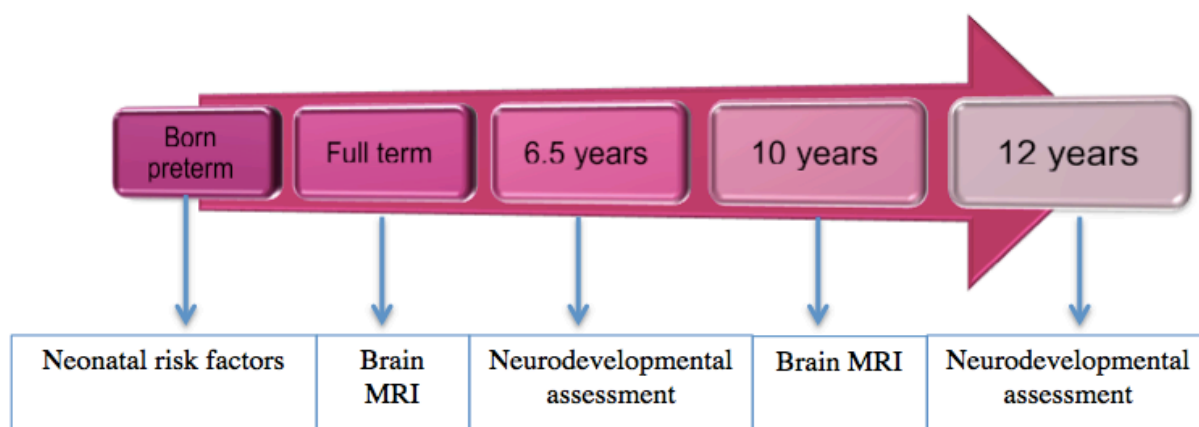 Born
preterm
Full term
6.5 years
10 years
12 years
Neonatal risk factors
Brain
MRI
Neurodevelopmental
assessment
Brain MRI
Neurodevelopmental
assessment